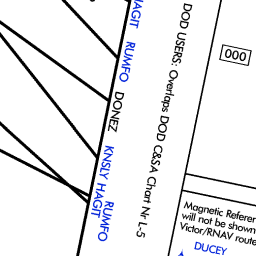 HAGIT
RUMFO
DONEZ
KNSLY HAGIT
RUMFO
DOD USERS: Overlaps DOD C&SA Chart Nr L-5
000
Magnetic Referen
will not be shown
Victor/RNAV route
DUCEY